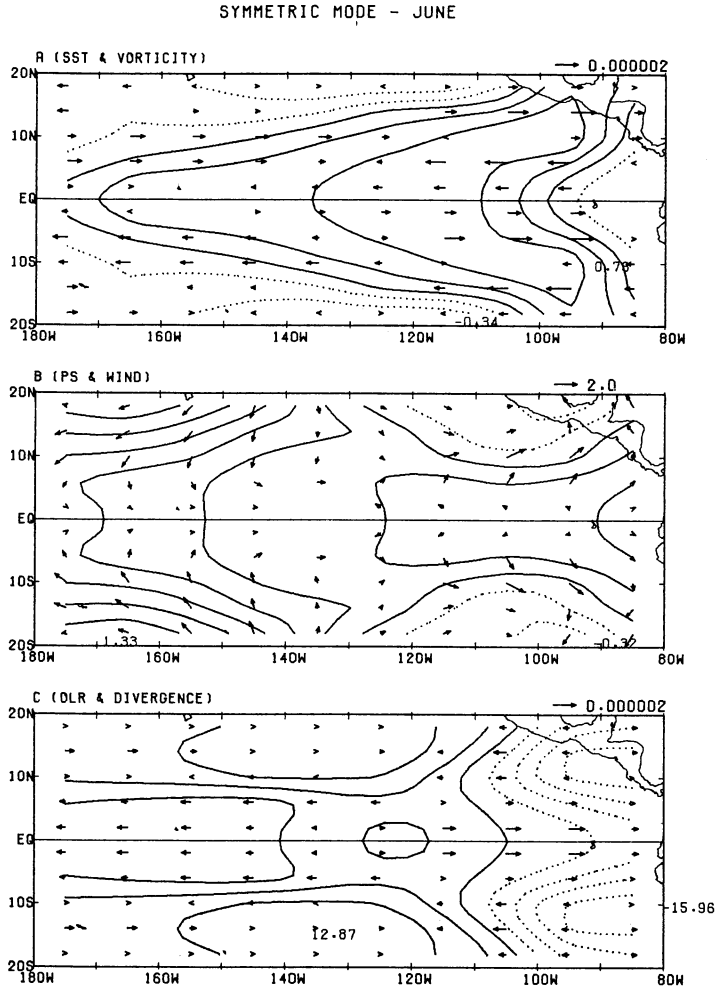 SYMMETRIC MODE - JUNE
A (SST & VORTICITY)
0.000002
20N
10N
EQ
10S
20S
0.78
-0.34
180W 160W 140W 120W 100W 80W
B (PS & WIND)
2.0
20N
10N
EQ
10S
20S
1.33
180W 160W 140W 120W 100W 80W
C (OLR & DIVERGENCE)
0.000002
20N
10N
EQ
10S
20S
-15.96
12.87
180W 160W 140W 120W 100W 80W